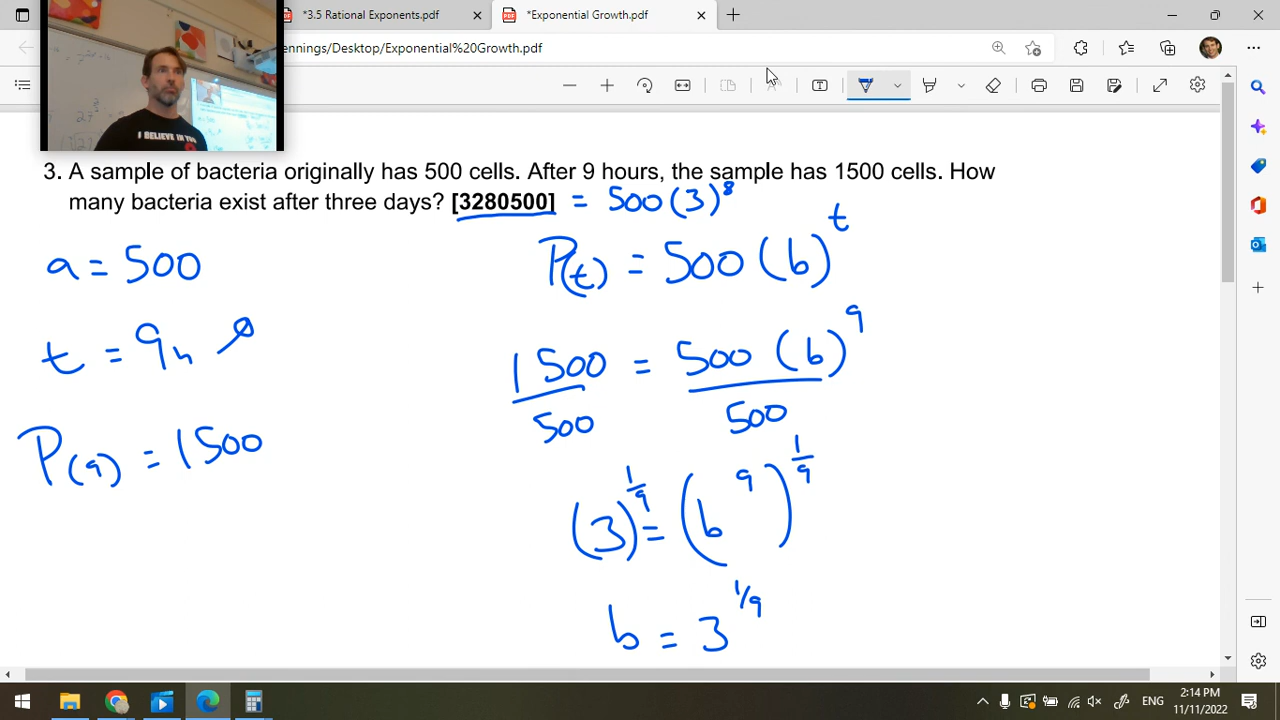 *3.5 Rational Exponents.pdf
*Exponential Growth.pdf
ennings/Desktop/Exponential%20Growth.pdf
I BELIEVE IN YOU
3. A sample of bacteria originally has 500 cells. After 9 hours, the sample has 1500 cells. How
many bacteria exist after three days? [3280500] = 500(3)^8
a = 500
P(t) = 500(b)^t
t = 9h
1500 = 500(b)^9
500 500
P(9) = 1500
(3)^1/9 = (b^9)^1/9
b = 3^1/9
ENG
2:14 PM
11/11/2022